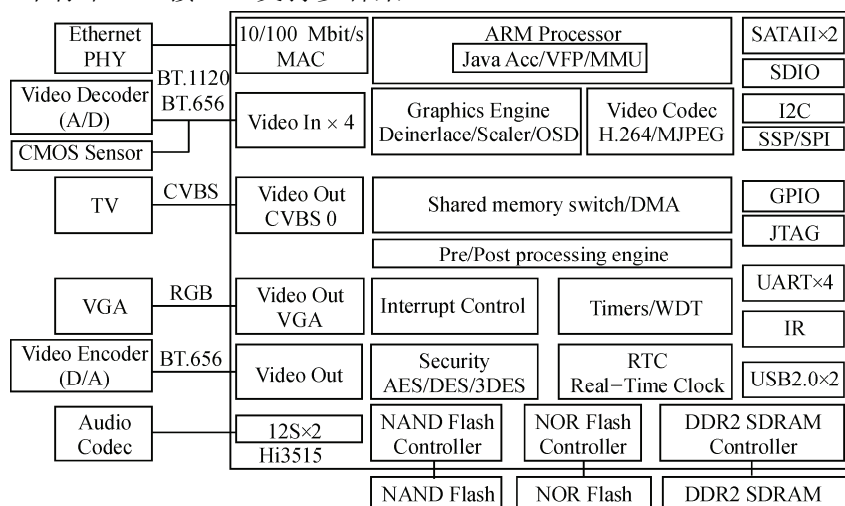 Ethernet
PHY
10/100 Mbit/s
MAC
ARM Processor
Java Acc/VFP/MMU
SATAII×2
SDIO
BT.1120
BT.656
Video Decoder
(A/D)
CMOS Sensor
Video In × 4
Graphics Engine
Deinerlace/Scaler/OSD
Video Codec
H.264/MJPEG
I2C
SSP/SPI
TV
CVBS
Video Out
CVBS 0
Shared memory switch/DMA
GPIO
JTAG
Pre/Post processing engine
VGA
RGB
Video Out
VGA
Interrupt Control
Timers/WDT
UART×4
IR
Video Encoder
(D/A)
BT.656
Video Out
Security
AES/DES/3DES
RTC
Real-Time Clock
USB2.0×2
Audio
Codec
12S×2
Hi3515
NAND Flash
Controller
NOR Flash
Controller
DDR2 SDRAM
Controller
NAND Flash
NOR Flash
DDR2 SDRAM